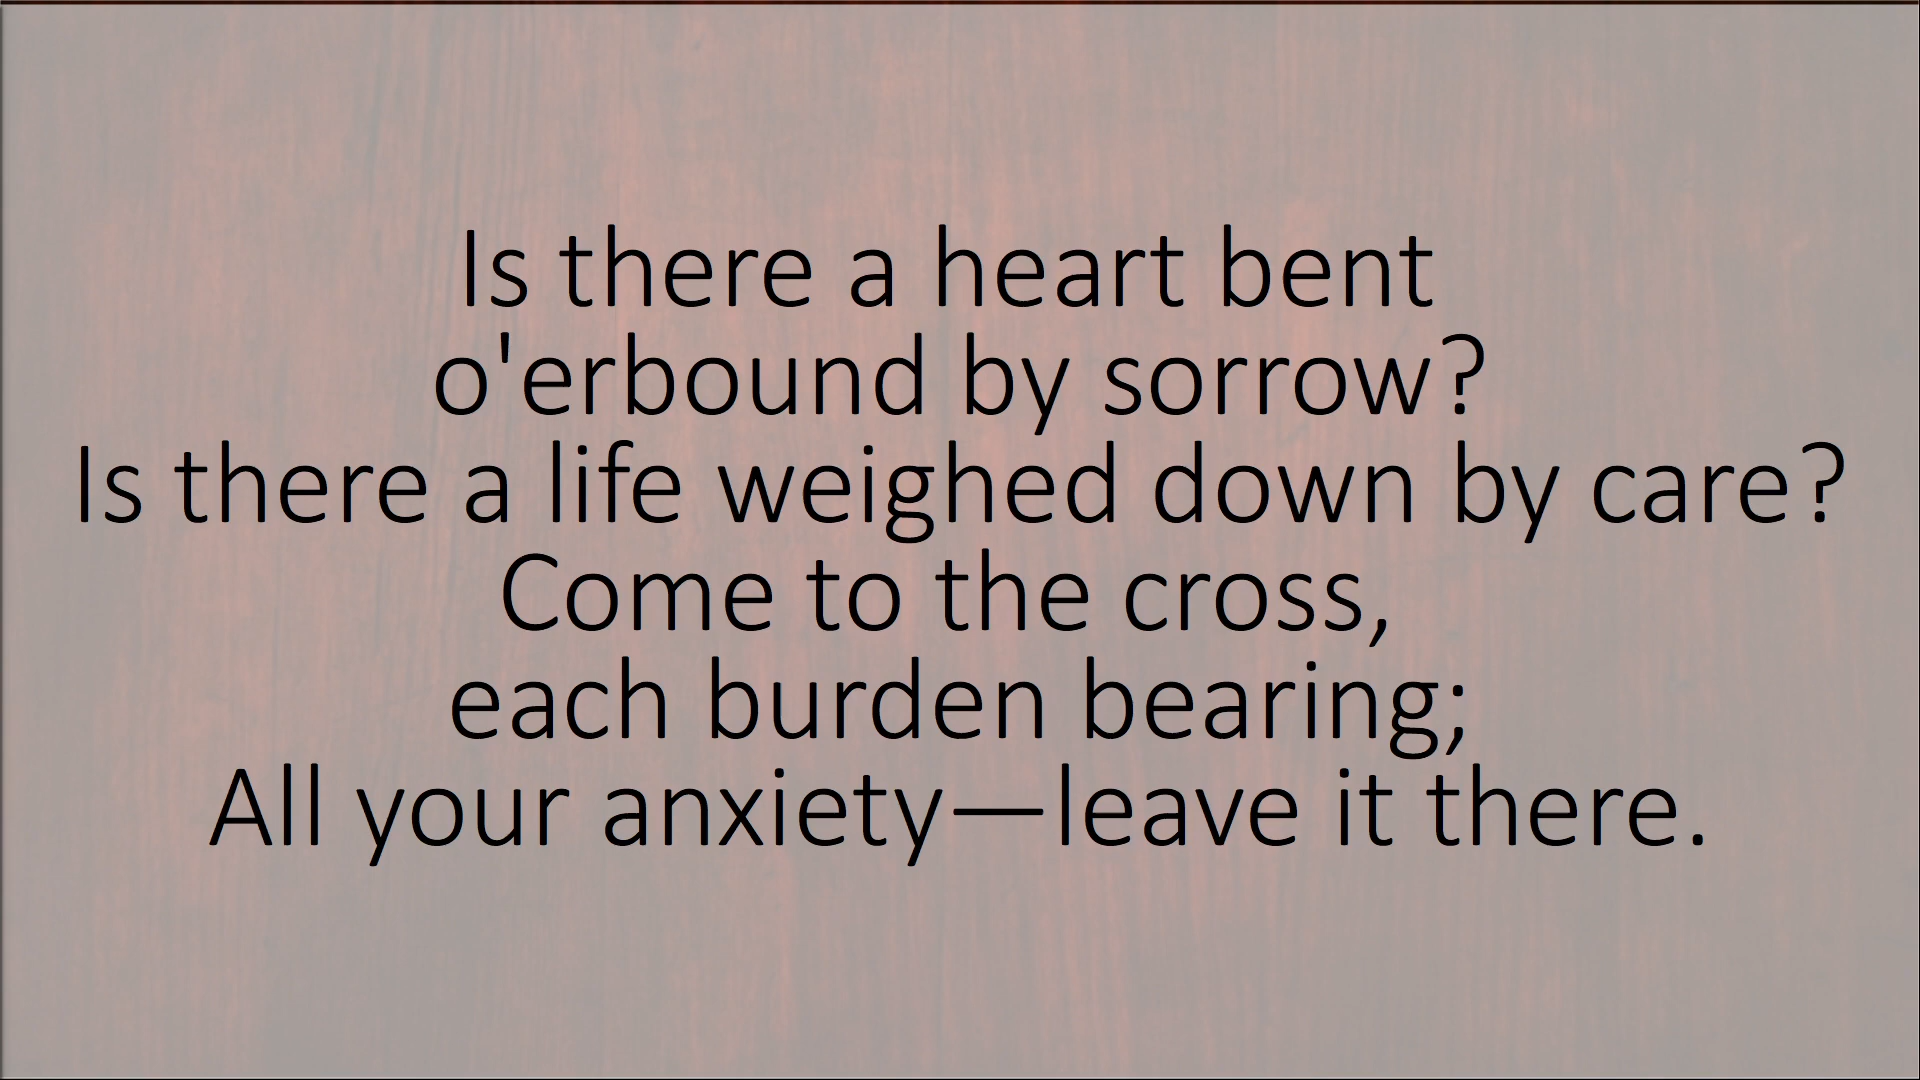 Is there a heart bent
o'erbound by sorrow?
Is there a life weighed down by care?
Come to the cross,
each burden bearing;
All your anxiety—leave it there.